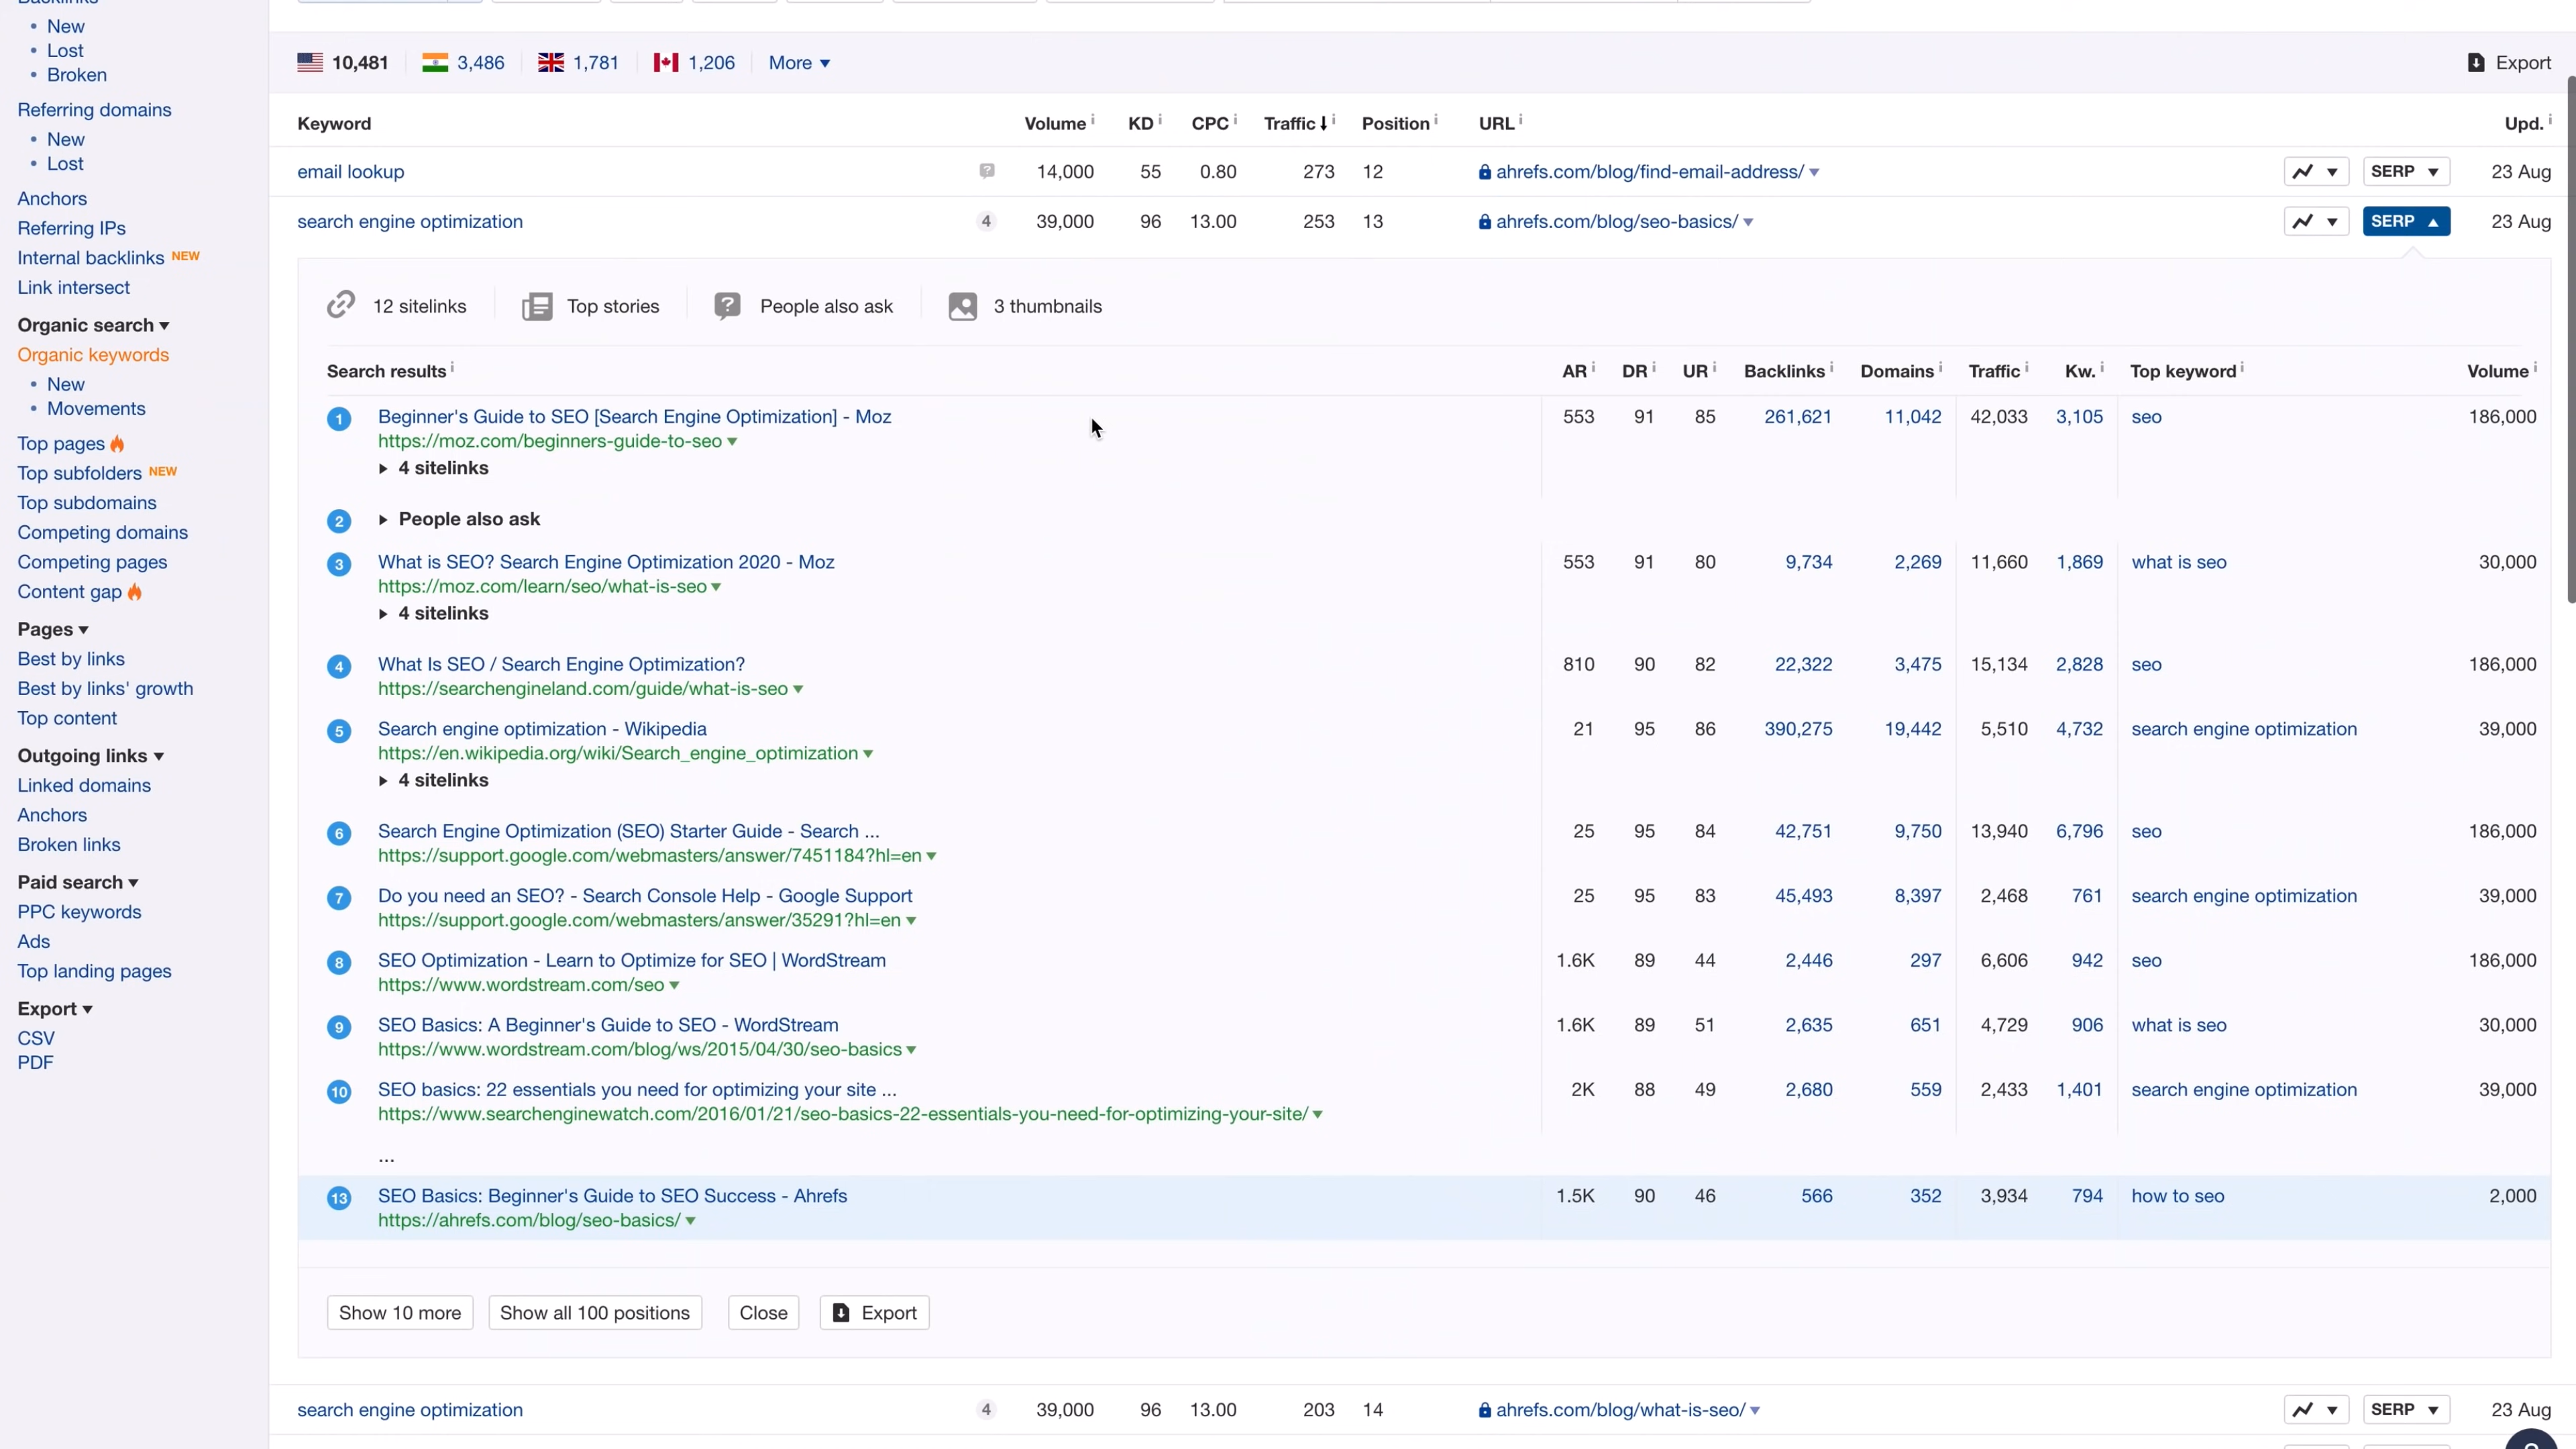 Backlinks
• New
• Lost
• Broken
Referring domains
• New
• Lost
Anchors
Referring IPs
Internal backlinks NEW
Link intersect
Organic search
Organic keywords
• New
• Movements
Top pages
Top subfolders NEW
Top subdomains
Competing domains
Competing pages
Content gap
Pages
Best by links
Best by links' growth
Top content
Outgoing links
Linked domains
Anchors
Broken links
Paid search
PPC keywords
Ads
Top landing pages
Export
CSV
PDF
10,481 3,486 1,781 1,206 More Export
Keyword Volume i KD i CPC i Traffic i Position i URL i Upd. i
email lookup ? 14,000 55 0.80 273 12 ahrefs.com/blog/find-email-address/ SERP 23 Aug
search engine optimization 4 39,000 96 13.00 253 13 ahrefs.com/blog/seo-basics/ SERP 23 Aug
12 sitelinks Top stories ? People also ask 3 thumbnails
Search results i AR i DR i UR i Backlinks i Domains i Traffic i Kw. i Top keyword i Volume i
1 Beginner's Guide to SEO [Search Engine Optimization] - Moz 553 91 85 261,621 11,042 42,033 3,105 seo 186,000
https://moz.com/beginners-guide-to-seo
4 sitelinks
2 People also ask
3 What is SEO? Search Engine Optimization 2020 - Moz 553 91 80 9,734 2,269 11,660 1,869 what is seo 30,000
https://moz.com/learn/seo/what-is-seo
4 sitelinks
4 What Is SEO / Search Engine Optimization? 810 90 82 22,322 3,475 15,134 2,828 seo 186,000
https://searchengineland.com/guide/what-is-seo
5 Search engine optimization - Wikipedia 21 95 86 390,275 19,442 5,510 4,732 search engine optimization 39,000
https://en.wikipedia.org/wiki/Search_engine_optimization
4 sitelinks
6 Search Engine Optimization (SEO) Starter Guide - Search ... 25 95 84 42,751 9,750 13,940 6,796 seo 186,000
https://support.google.com/webmasters/answer/7451184?hl=en
7 Do you need an SEO? - Search Console Help - Google Support 25 95 83 45,493 8,397 2,468 761 search engine optimization 39,000
https://support.google.com/webmasters/answer/35291?hl=en
8 SEO Optimization - Learn to Optimize for SEO | WordStream 1.6K 89 44 2,446 297 6,606 942 seo 186,000
https://www.wordstream.com/seo
9 SEO Basics: A Beginner's Guide to SEO - WordStream 1.6K 89 51 2,635 651 4,729 906 what is seo 30,000
https://www.wordstream.com/blog/ws/2015/04/30/seo-basics
10 SEO basics: 22 essentials you need for optimizing your site ... 2K 88 49 2,680 559 2,433 1,401 search engine optimization 39,000
https://www.searchenginewatch.com/2016/01/21/seo-basics-22-essentials-you-need-for-optimizing-your-site/
...
13 SEO Basics: Beginner's Guide to SEO Success - Ahrefs 1.5K 90 46 566 352 3,934 794 how to seo 2,000
https://ahrefs.com/blog/seo-basics/
Show 10 more Show all 100 positions Close Export
search engine optimization 4 39,000 96 13.00 203 14 ahrefs.com/blog/what-is-seo/ SERP 23 Aug